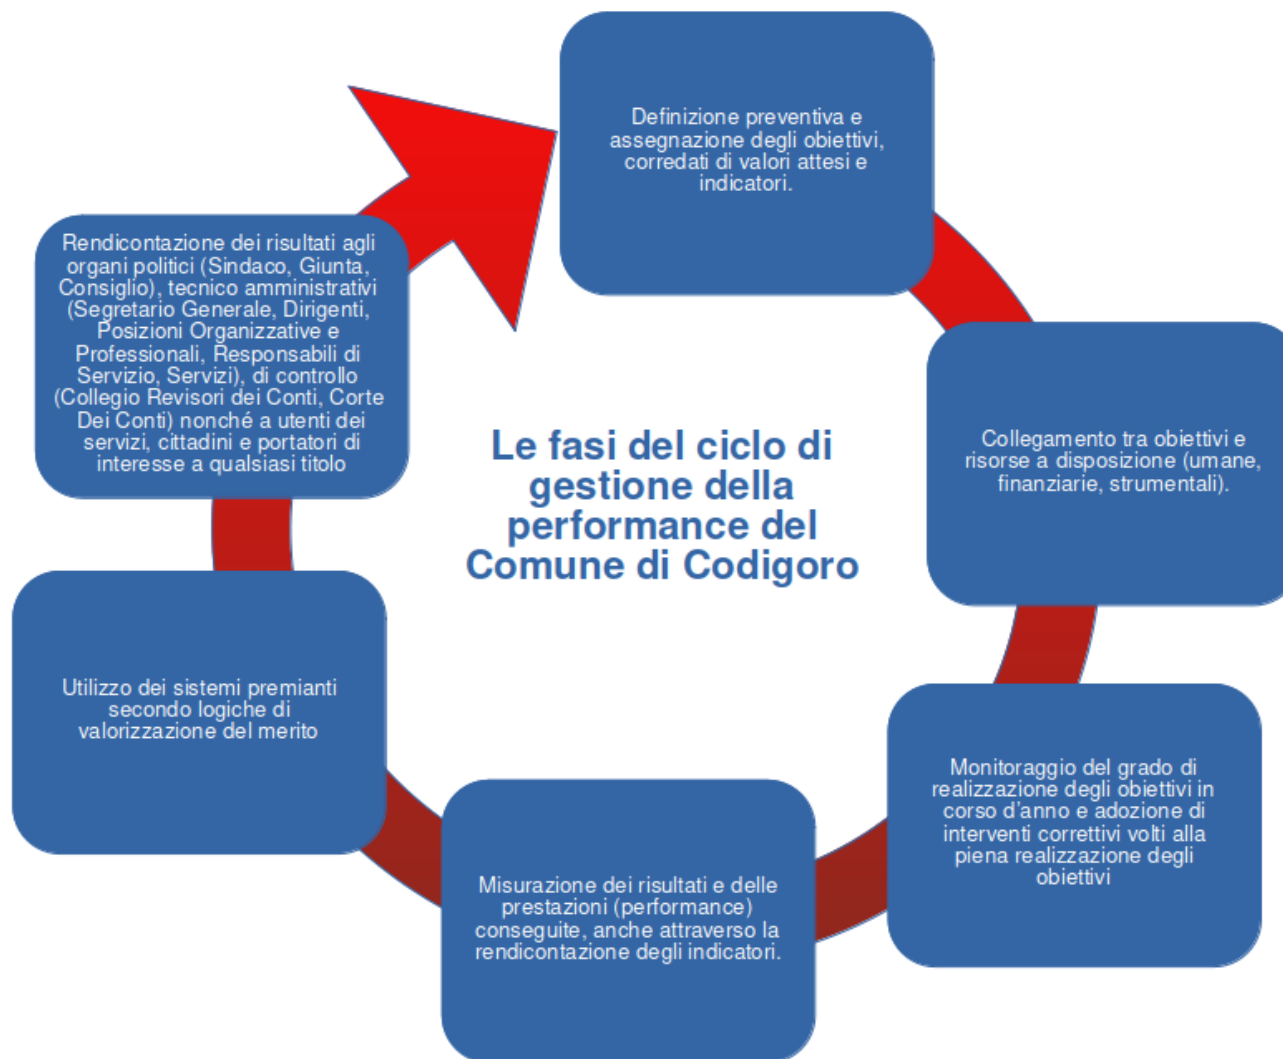 Definizione preventiva e
assegnazione degli obiettivi,
corredati di valori attesi e
indicatori.
Collegamento tra obiettivi e
risorse a disposizione (umane,
finanziarie, strumentali).
Monitoraggio del grado di
realizzazione degli obiettivi in
corso d'anno e adozione di
interventi correttivi volti alla
piena realizzazione degli
obiettivi
Misurazione dei risultati e delle
prestazioni (performance)
conseguite, anche attraverso la
rendicontazione degli indicatori.
Utilizzo dei sistemi premianti
secondo logiche di
valorizzazione del merito
Rendicontazione dei risultati agli
organi politici (Sindaco, Giunta,
Consiglio), tecnico amministrativi
(Segretario Generale, Dirigenti,
Posizioni Organizzative e
Professionali, Responsabili di
Servizio, Servizi), di controllo
(Collegio Revisori dei Conti, Corte
Dei Conti) nonché a utenti dei
servizi, cittadini e portatori di
interesse a qualsiasi titolo
Le fasi del ciclo di
gestione della
performance del
Comune di Codigoro